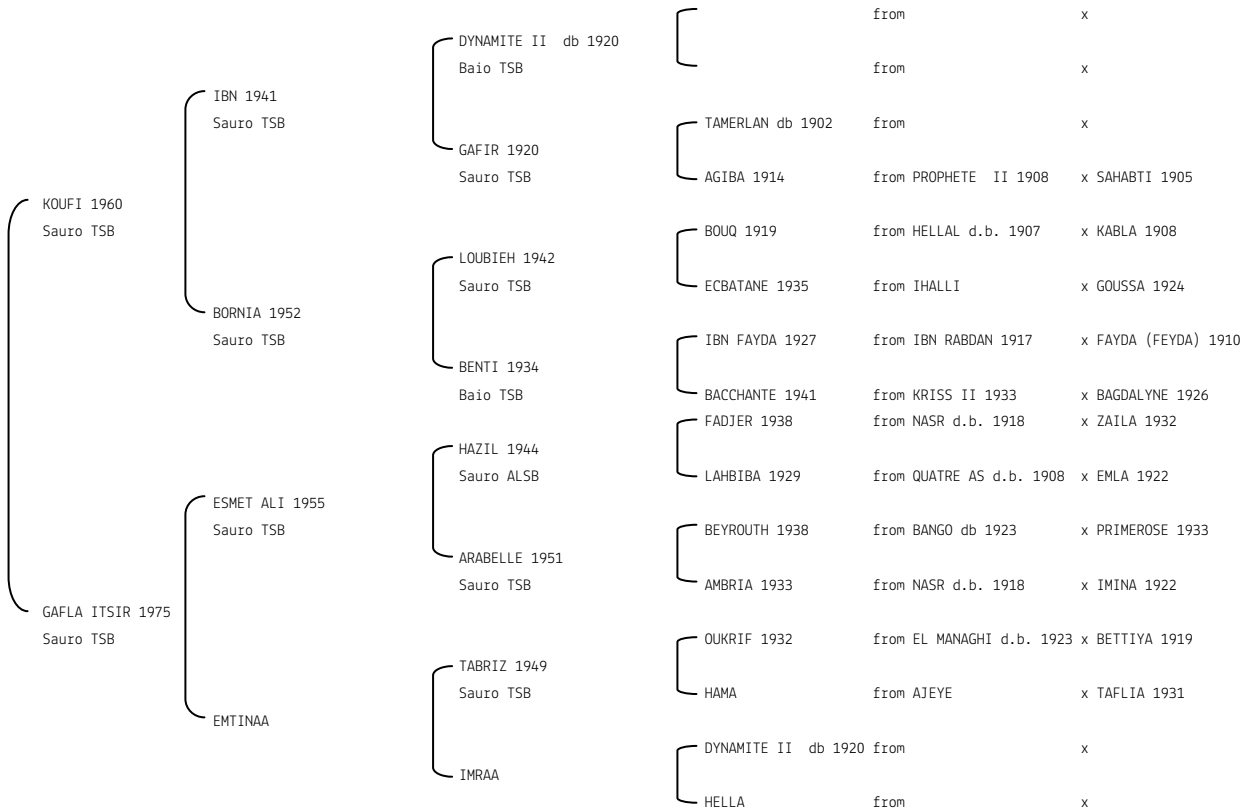 from x
DYNAMITE II db 1920
Baio TSB from x
IBN 1941
Sauro TSB TAMERLAN db 1902 from x
GAFIR 1920
Sauro TSB AGIBA 1914 from PROPHETE II 1908 x SAHABTI 1905
KOUFI 1960
Sauro TSB BOUQ 1919 from HELLAL d.b. 1907 x KABLA 1908
LOUBIEH 1942
Sauro TSB ECBATANE 1935 from IHALLI x GOUSSA 1924
BORNIA 1952
Sauro TSB IBN FAYDA 1927 from IBN RABDAN 1917 x FAYDA (FEYDA) 1910
BENTI 1934
Baio TSB BACCHANTE 1941 from KRISS II 1933 x BAGDALYNE 1926
FADJER 1938 from NASR d.b. 1918 x ZAILA 1932
HAZIL 1944
Sauro ALSB LAHBIBA 1929 from QUATRE AS d.b. 1908 x EMLA 1922
ESMET ALI 1955
Sauro TSB BEYROUTH 1938 from BANGO db 1923 x PRIMEROSE 1933
ARABELLE 1951
Sauro TSB AMBRIA 1933 from NASR d.b. 1918 x IMINA 1922
GAFLA ITSIR 1975
Sauro TSB OUKRIF 1932 from EL MANAGHI d.b. 1923 x BETTIYA 1919
TABRIZ 1949
Sauro TSB HAMA from AJEYE x TAFLIA 1931
EMTINAA
DYNAMITE II db 1920 from x
IMRAA
HELLA from x